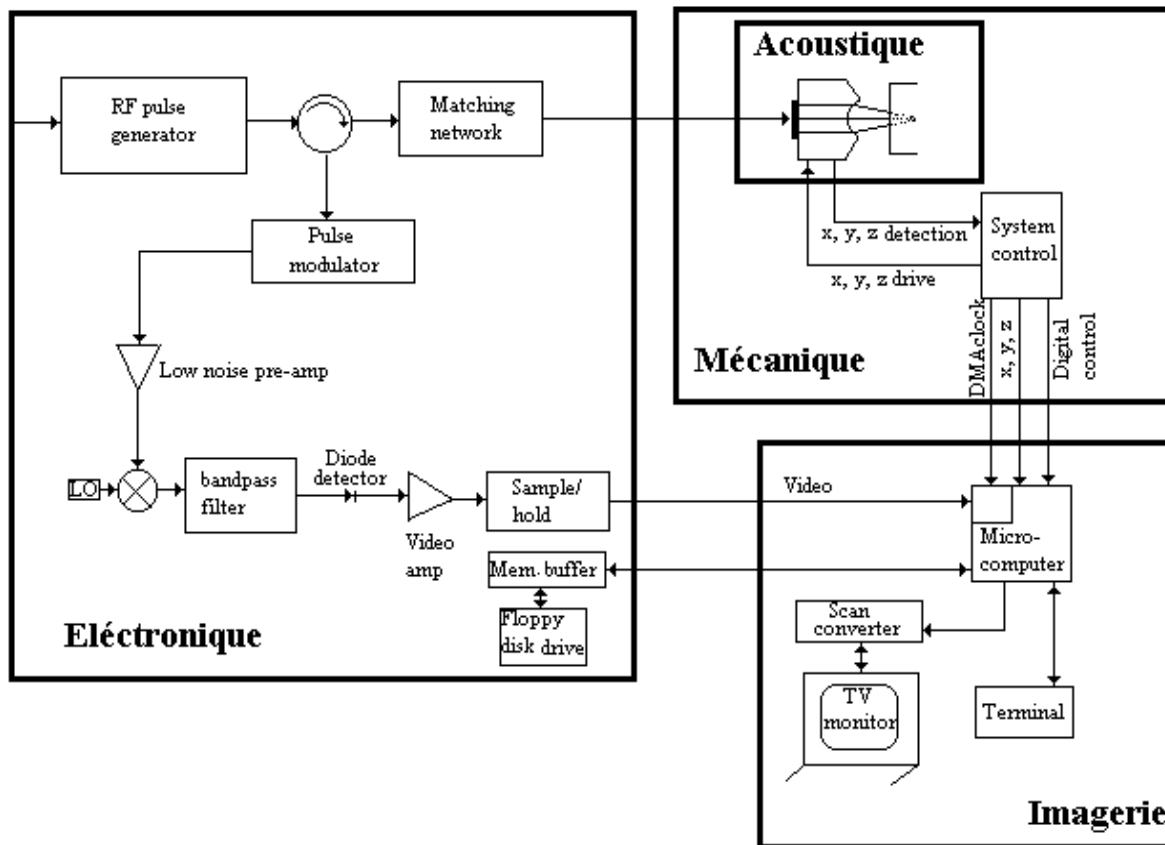 RF pulse
generator
Matching
network
Pulse
modulator
Low noise pre-amp
LO
bandpass
filter
Diode
detector
Video
amp
Sample/
hold
Mem. buffer
Floppy
disk drive
Eléctronique
Acoustique
x, y, z detection
x, y, z drive
System
control
Mécanique
DMAclock
x, y, z
Digital
control
Video
Micro-
computer
Scan
converter
TV
monitor
Terminal
Imagerie